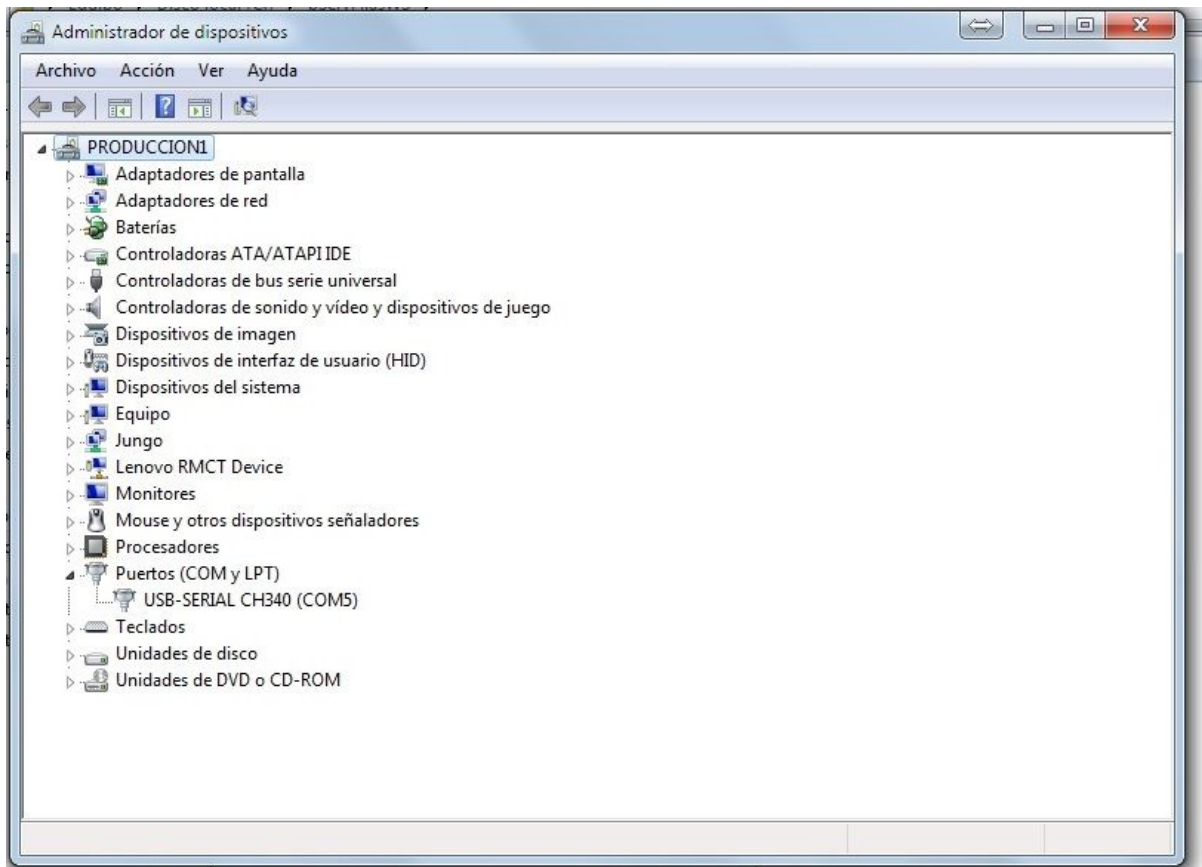 Administrador de dispositivos
Archivo Acción Ver Ayuda
PRODUCCION1
Adaptadores de pantalla
Adaptadores de red
Baterías
Controladoras ATA/ATAPI IDE
Controladoras de bus serie universal
Controladoras de sonido y vídeo y dispositivos de juego
Dispositivos de imagen
Dispositivos de interfaz de usuario (HID)
Dispositivos del sistema
Equipo
Jungo
Lenovo RMCT Device
Monitores
Mouse y otros dispositivos señaladores
Procesadores
Puertos (COM y LPT)
USB-SERIAL CH340 (COM5)
Teclados
Unidades de disco
Unidades de DVD o CD-ROM